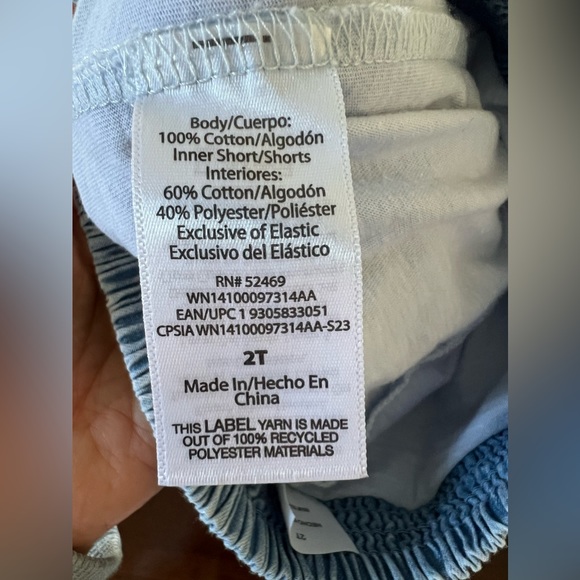 Body/Cuerpo:
100% Cotton/Algodón
Inner Short/Shorts
Interiores:
60% Cotton/Algodón
40% Polyester/Poliéster
Exclusive of Elastic
Exclusivo del Elástico
RN# 52469
WN14100097314AA
EAN/UPC 1 9305833051
CPSIA WN14100097314AA-S23
2T
Made In/Hecho En
China
THIS LABEL YARN IS MADE
OUT OF 100% RECYCLED
POLYESTER MATERIALS
2T